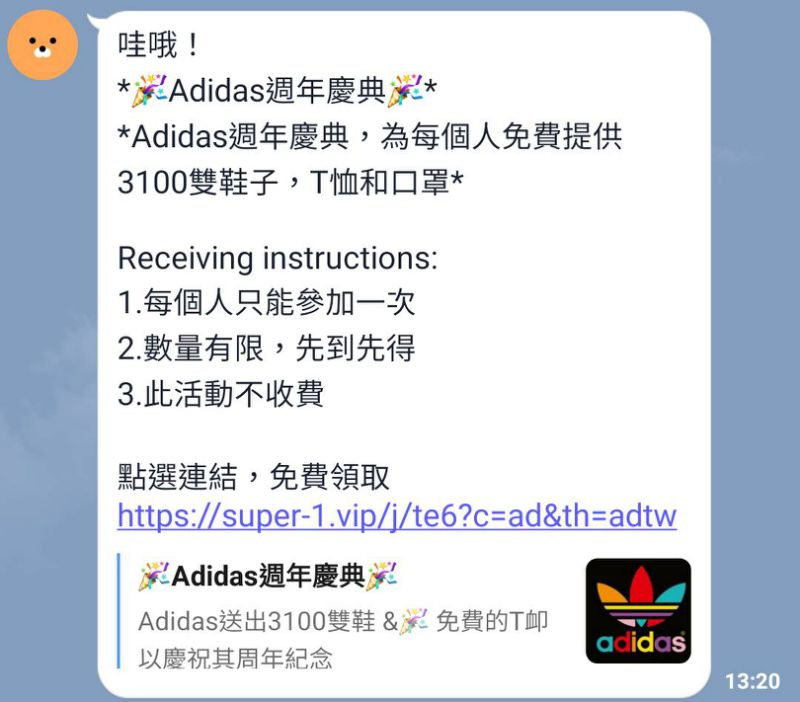 哇哦！
*🎉Adidas週年慶典🎉*
*Adidas週年慶典，為每個人免費提供
3100雙鞋子，T恤和口罩*
Receiving instructions:
1.每個人只能參加一次
2.數量有限，先到先得
3.此活動不收費
點選連結，免費領取
https://super-1.vip/j/te6?c=ad&th=adtw
🎉Adidas週年慶典🎉
Adidas送出3100雙鞋 &🎉 免費的T卹
以慶祝其周年紀念
adidas
13:20